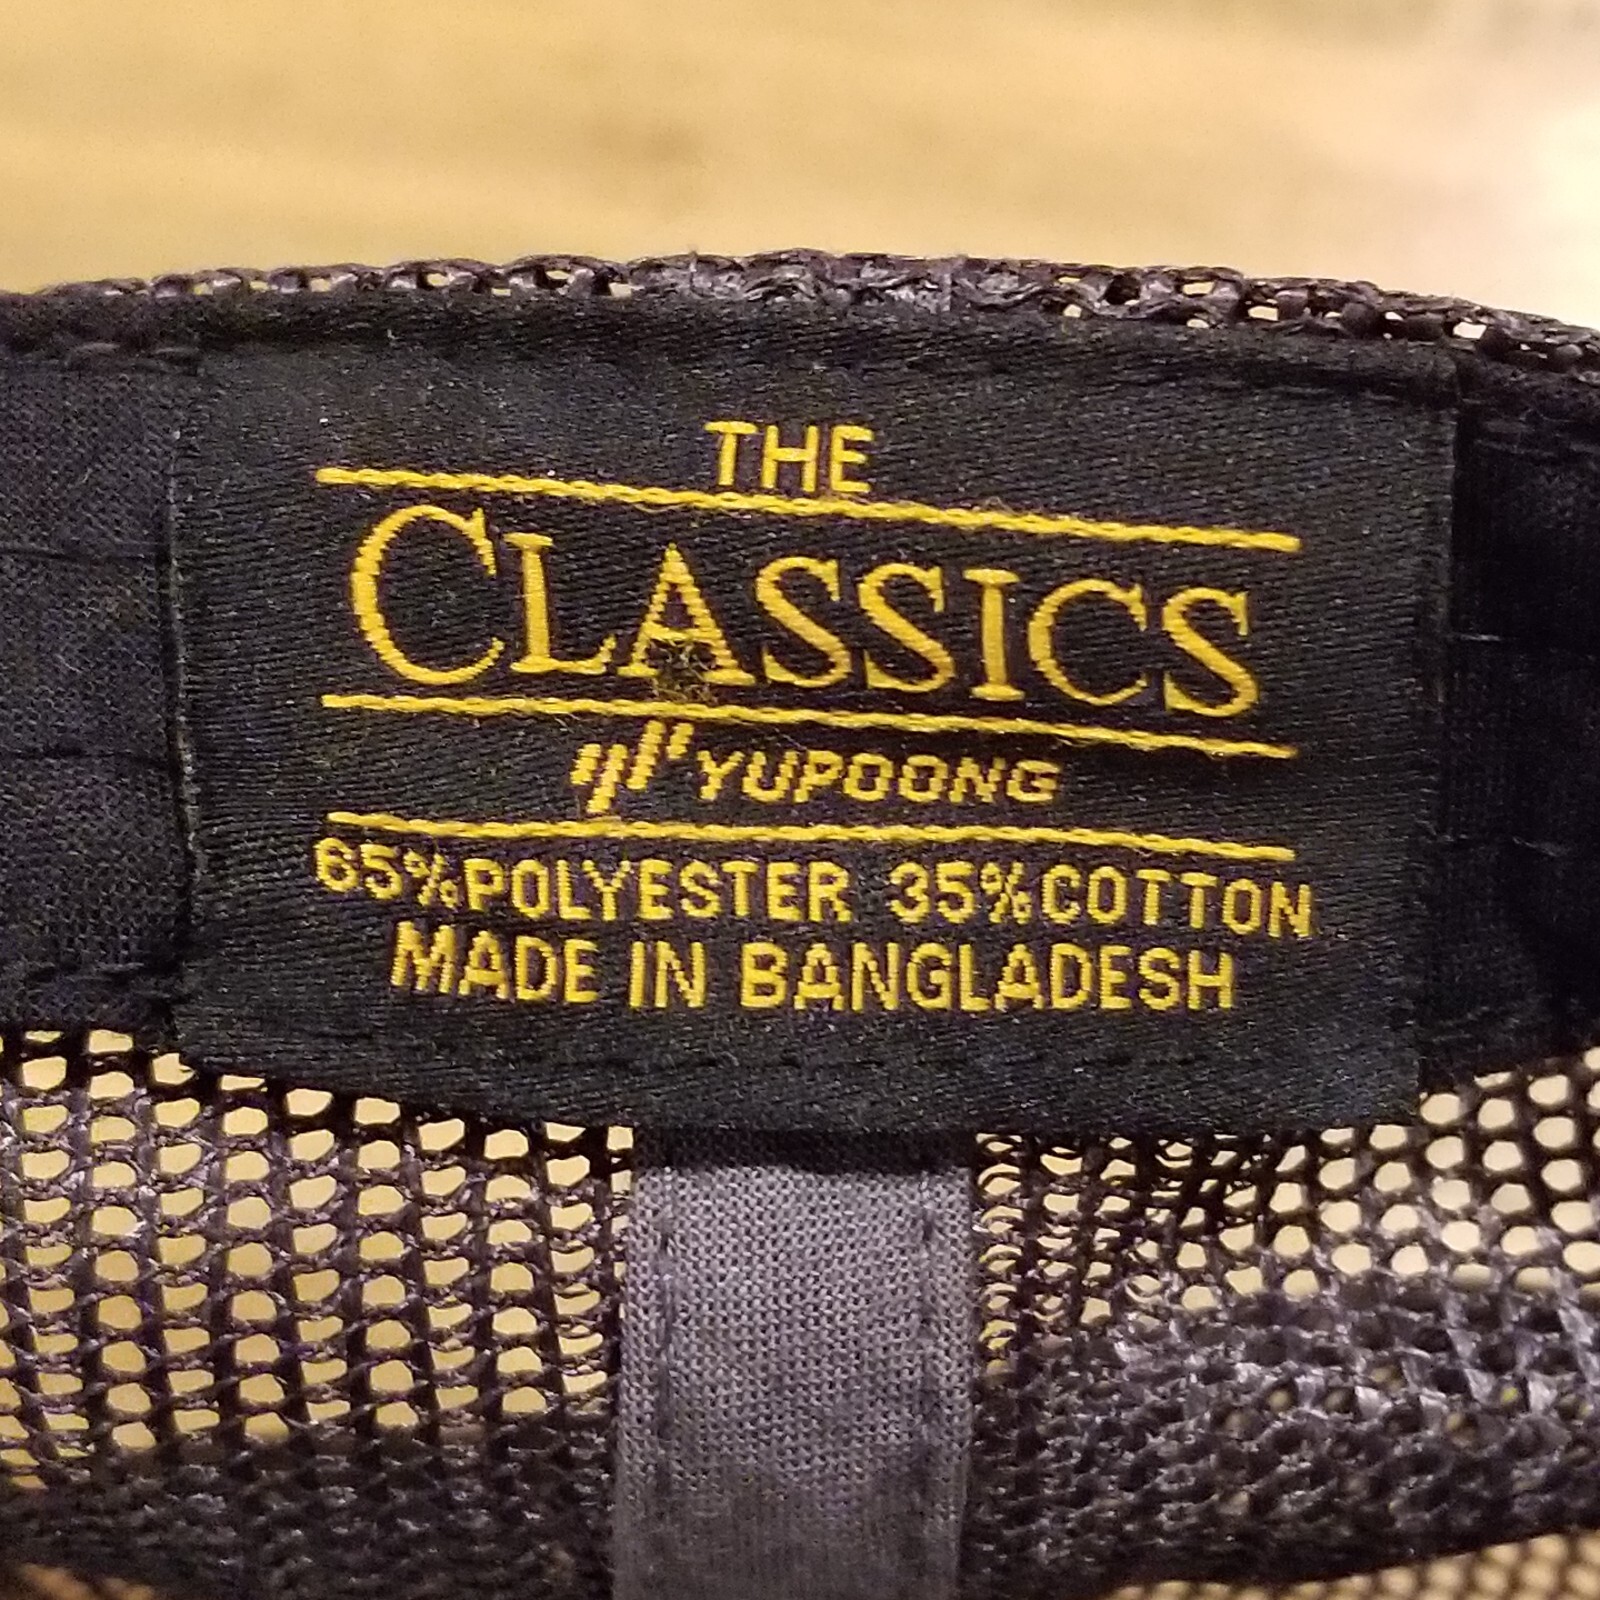 THE
CLASSICS
YUPOONG
65%POLYESTER 35%COTTON
MADE IN BANGLADESH